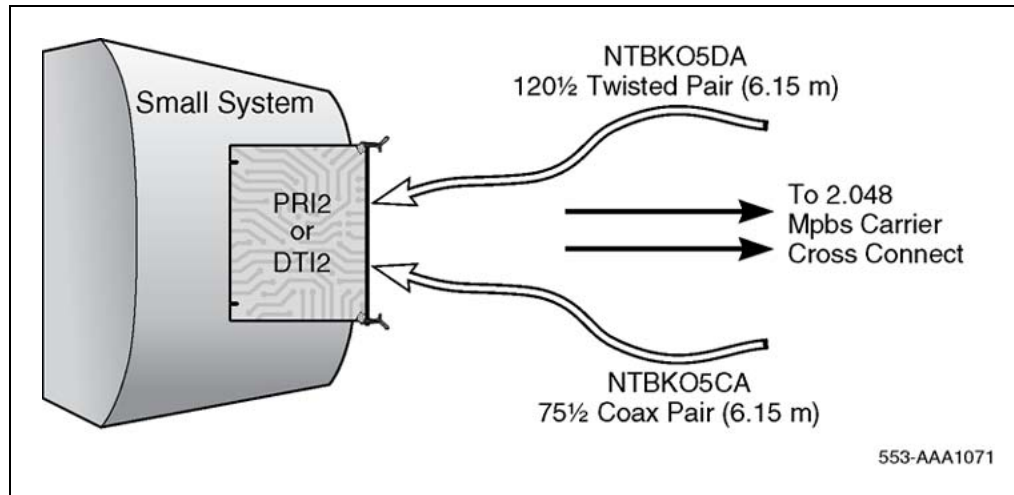 Small System
PRI2
or
DTI2
NTBKO5DA
120½ Twisted Pair (6.15 m)
To 2.048
Mpbs Carrier
Cross Connect
NTBKO5CA
75½ Coax Pair (6.15 m)
553-AAA1071